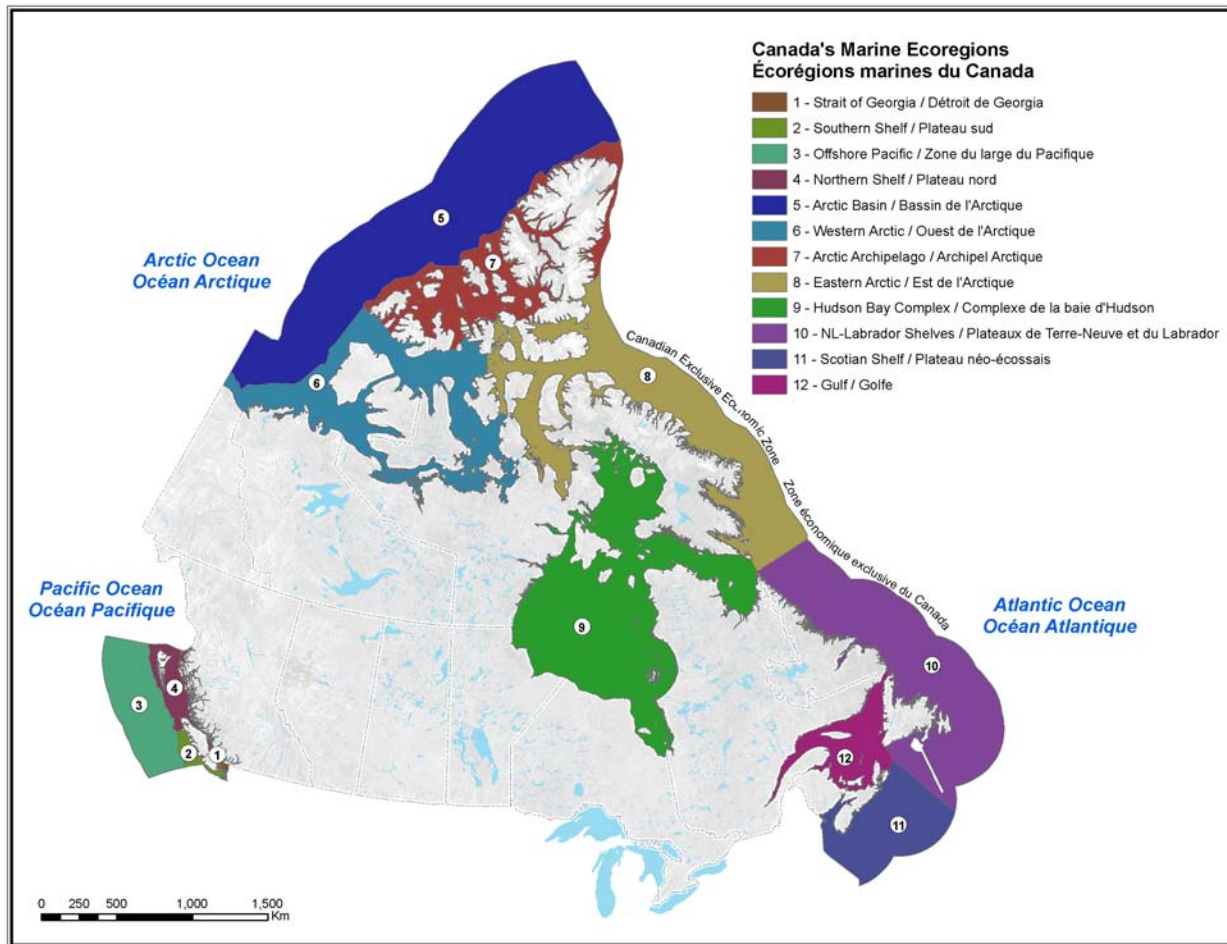 Canada's Marine Ecoregions
Écorégions marines du Canada
1 - Strait of Georgia / Détroit de Georgia
2 - Southern Shelf / Plateau sud
3 - Offshore Pacific / Zone du large du Pacifique
4 - Northern Shelf / Plateau nord
5 - Arctic Basin / Bassin de l'Arctique
6 - Western Arctic / Ouest de l'Arctique
7 - Arctic Archipelago / Archipel Arctique
8 - Eastern Arctic / Est de l'Arctique
9 - Hudson Bay Complex / Complexe de la baie d'Hudson
10 - NL-Labrador Shelves / Plateaux de Terre-Neuve et du Labrador
11 - Scotian Shelf / Plateau néo-écossais
12 - Gulf / Golfe
5
Arctic Ocean
Océan Arctique
7
Canadian Exclusive Economic Zone
Zone économique exclusive du Canada
8
6
Pacific Ocean
Océan Pacifique
Atlantic Ocean
Océan Atlantique
9
10
4
3
2
1
12
11
0 250 500 1,000 1,500
Km